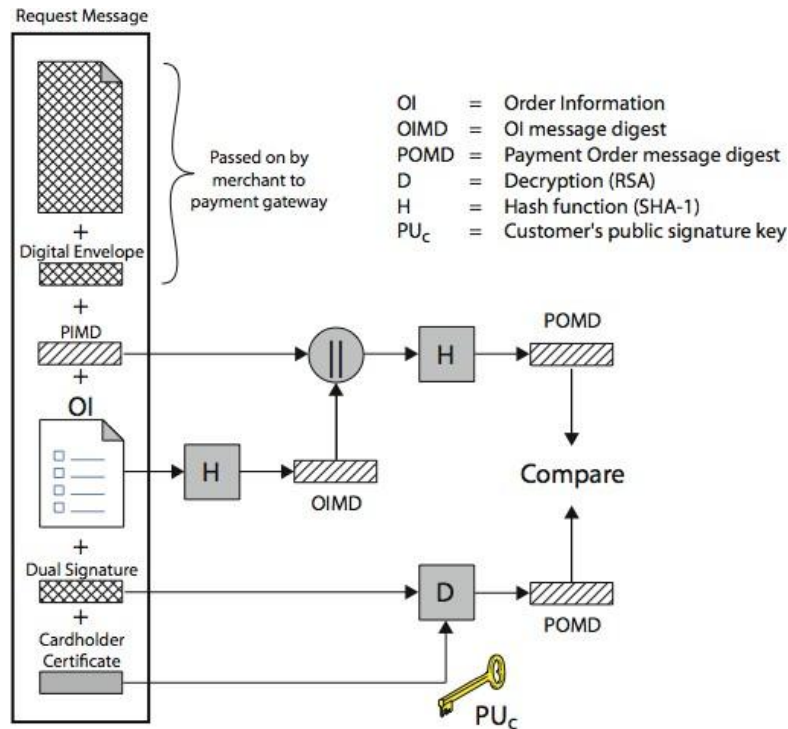 Request Message
Passed on by
merchant to
payment gateway
OI = Order Information
OIMD = OI message digest
POMD = Payment Order message digest
D = Decryption (RSA)
H = Hash function (SHA-1)
PUc = Customer's public signature key
+
Digital Envelope
+
PIMD
+
OI
||
H
POMD
H
OIMD
Compare
+
Dual Signature
+
D
POMD
Cardholder
Certificate
PUc